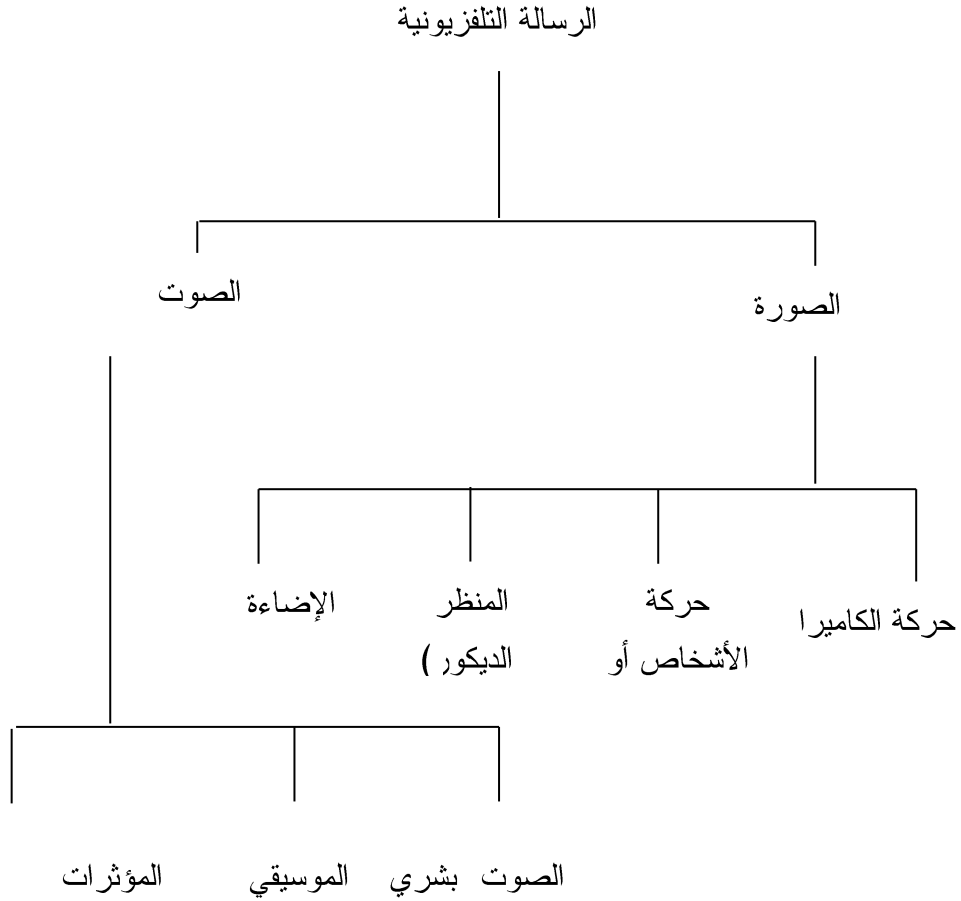 الرسالة التلفزيونية
الصورة
الصوت
حركة الكاميرا
حركة
الأشخاص أو
المنظر
الديكور)
الإضاءة
الصوت بشري
الموسيقي
المؤثرات